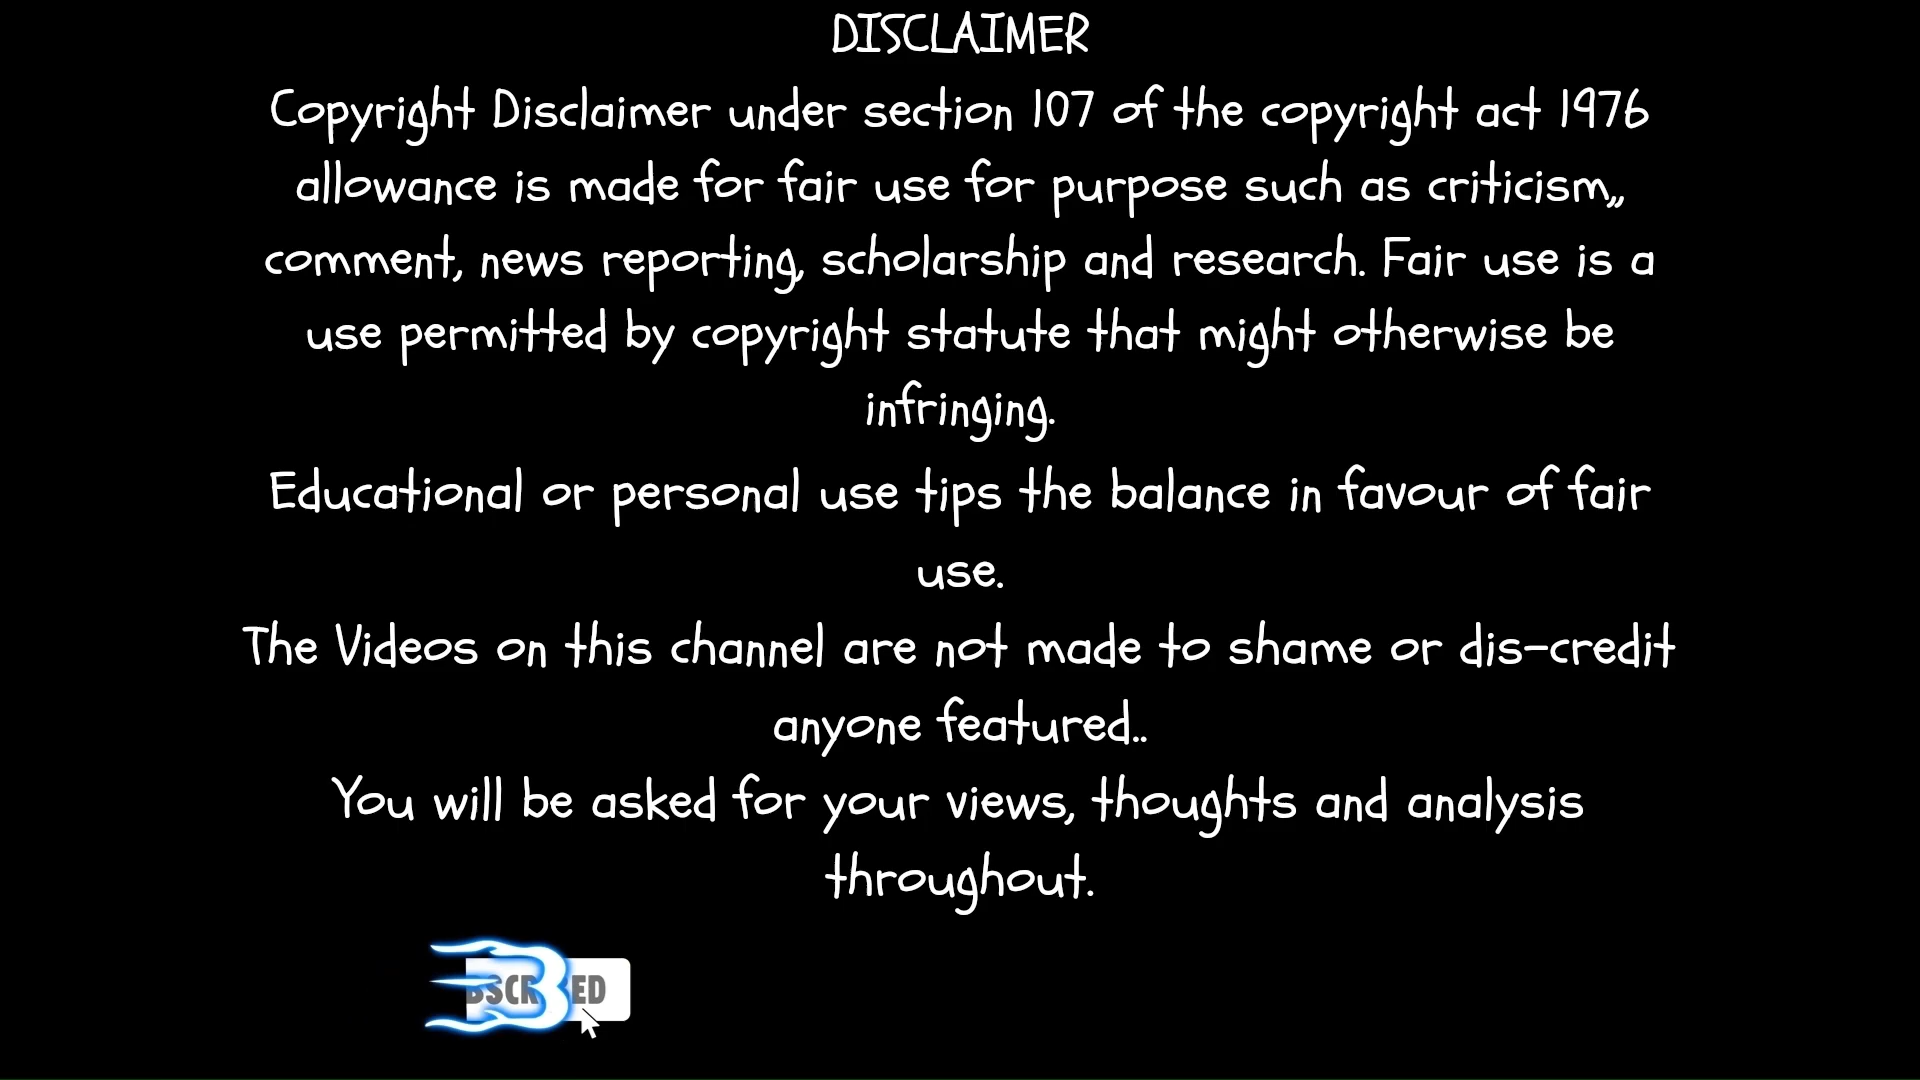 DISCLAIMER
Copyright Disclaimer under section 107 of the copyright act 1976
allowance is made for fair use for purpose such as criticism,,
comment, news reporting, scholarship and research. Fair use is a
use permitted by copyright statute that might otherwise be
infringing.
Educational or personal use tips the balance in favour of fair
use.
The Videos on this channel are not made to shame or dis-credit
anyone featured..
You will be asked for your views, thoughts and analysis
throughout.